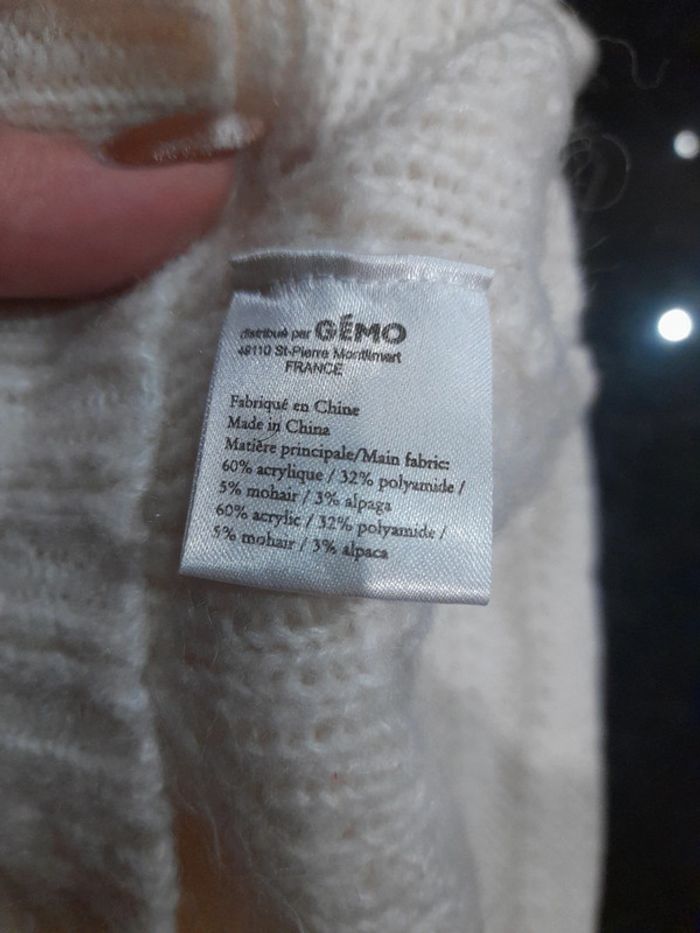 distribué par GÉMO
49110 St-Pierre Montlimart
FRANCE
Fabriqué en Chine
Made in China
Matière principale/Main fabric:
60% acrylique / 32% polyamide /
5% mohair / 3% alpaga
60% acrylic / 32% polyamide /
5% mohair / 3% alpaca